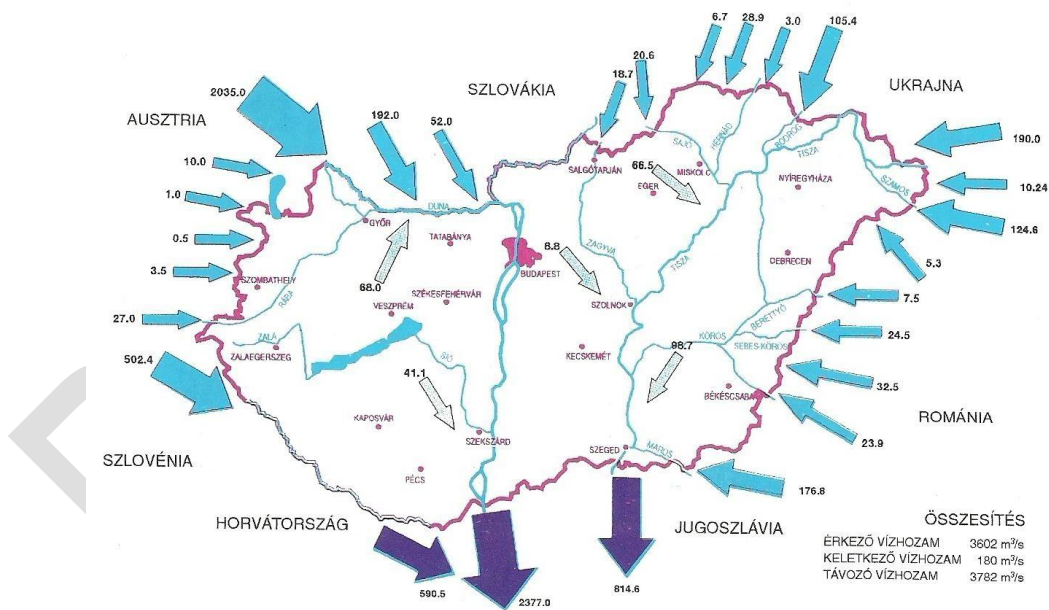 6.7
28.9
3.0
105.4
20.6
18.7
SZLOVÁKIA
UKRAJNA
2035.0
AUSZTRIA
192.0
52.0
10.0
1.0
0.5
3.5
27.0
502.4
190.0
10.24
124.6
5.3
7.5
24.5
32.5
23.9
176.8
SAJÓ
HERNÁD
BODROG
TISZA
SZAMOS
SALGÓTARJÁN
66.5
MISKOLC
EGER
NYÍREGYHÁZA
DUNA
GYŐR
TATABÁNYA
ZAGYVA
8.8
TISZA
BUDAPEST
DEBRECEN
SZOMBATHELY
RÁBA
68.0
SZÉKESFEHÉRVÁR
VESZPRÉM
SZOLNOK
BERETTYÓ
KÖRÖS
SEBES-KÖRÖS
ZALA
ZALAEGERSZEG
SIÓ
KECSKEMÉT
98.7
41.1
BÉKÉSCSABA
KAPOSVÁR
SZEKSZÁRD
SZEGED
MAROS
PÉCS
ROMÁNIA
SZLOVÉNIA
HORVÁTORSZÁG
JUGOSZLÁVIA
590.5
2377.0
814.6
ÖSSZESÍTÉS
ÉRKEZŐ VÍZHOZAM 3602 m³/s
KELETKEZŐ VÍZHOZAM 180 m³/s
TÁVOZÓ VÍZHOZAM 3782 m³/s